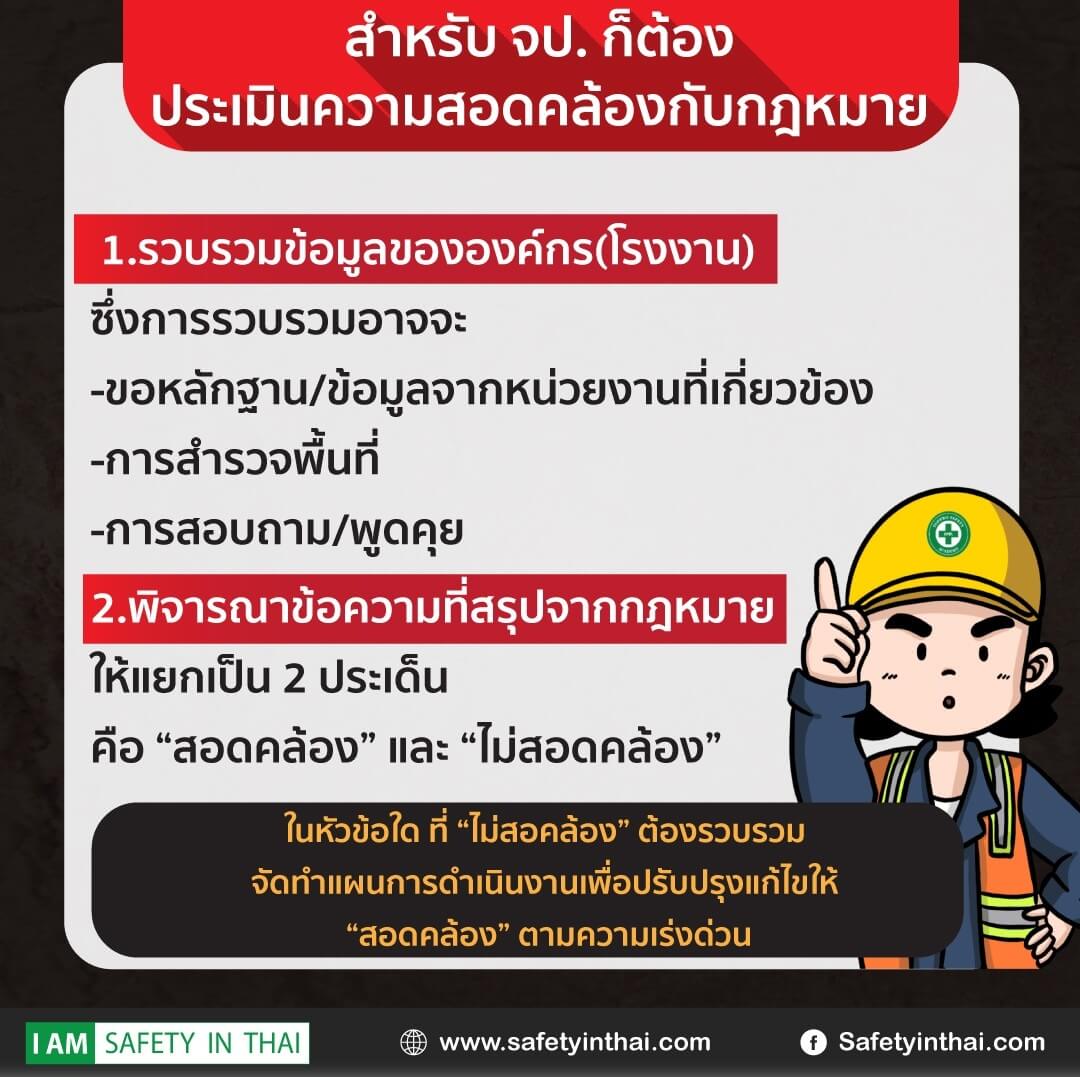 สำหรับ จป. ก็ต้อง
ประเมินความสอดคล้องกับกฎหมาย
1.รวบรวมข้อมูลขององค์กร(โรงงาน)
ซึ่งการรวบรวมอาจจะ
-ขอหลักฐาน/ข้อมูลจากหน่วยงานที่เกี่ยวข้อง
-การสำรวจพื้นที่
-การสอบถาม/พูดคุย
2.พิจารณาข้อความที่สรุปจากกฎหมาย
ให้แยกเป็น 2 ประเด็น
คือ “สอดคล้อง” และ “ไม่สอดคล้อง”
ในหัวข้อใด ที่ “ไม่สอคล้อง” ต้องรวบรวม
จัดทำแผนการดำเนินงานเพื่อปรับปรุงแก้ไขให้
“สอดคล้อง” ตามความเร่งด่วน
I AM SAFETY IN THAI
www.safetyinthai.com
Safetyinthai.com